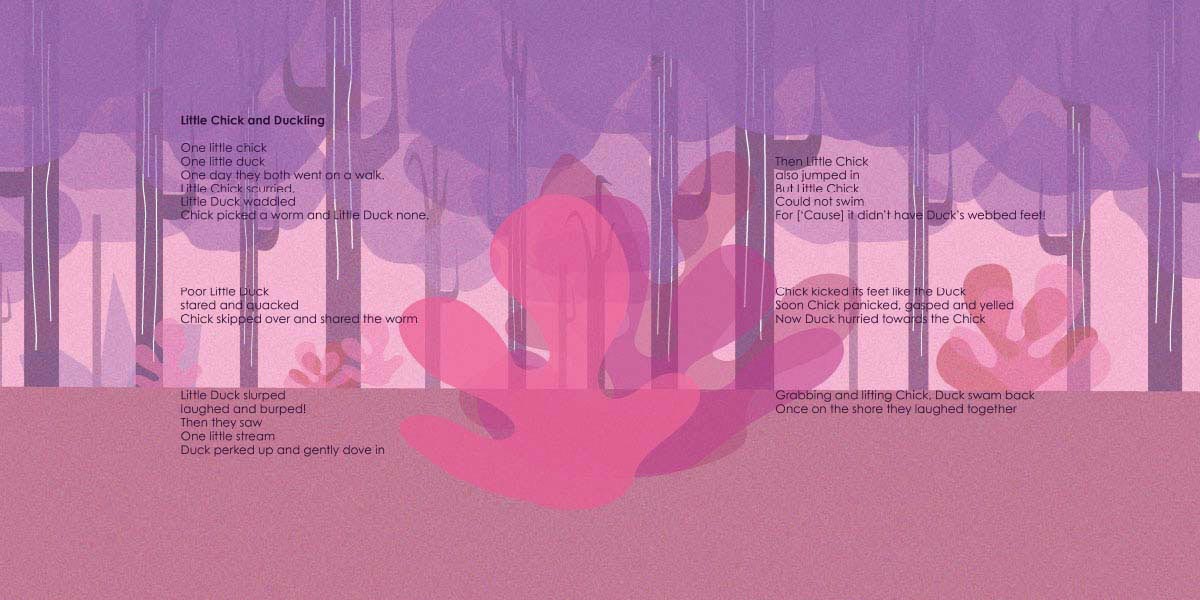 Little Chick and Duckling
One little chick
One little duck
One day they both went on a walk.
Little Chick scurried,
Little Duck waddled
Chick picked a worm and Little Duck none.
Poor Little Duck
stared and quacked
Chick skipped over and shared the worm
Little Duck slurped
laughed and burped!
Then they saw
One little stream
Duck perked up and gently dove in
Then Little Chick
also jumped in
But Little Chick
Could not swim
For ['Cause] it didn't have Duck's webbed feet!
Chick kicked its feet like the Duck
Soon Chick panicked, gasped and yelled
Now Duck hurried towards the Chick
Grabbing and lifting Chick, Duck swam back
Once on the shore they laughed together